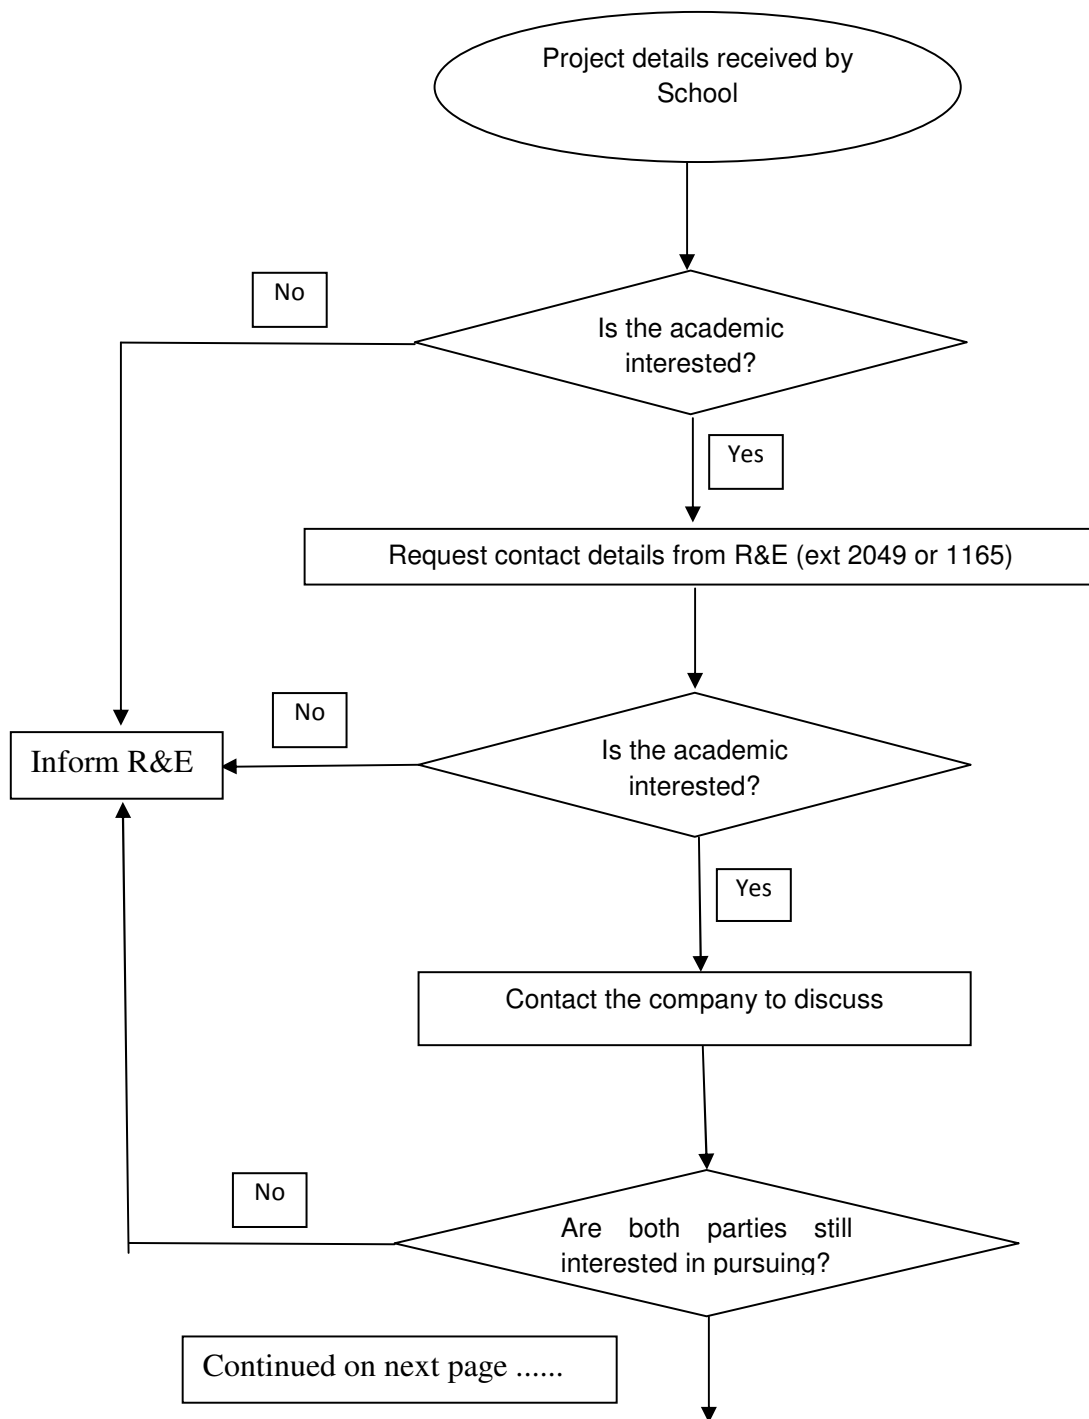 Project details received by
School
No
Is the academic
interested?
Yes
Request contact details from R&E (ext 2049 or 1165)
No
Inform R&E
Is the academic
interested?
Yes
Contact the company to discuss
No
Are both parties still
interested in pursuing?
Continued on next page ......